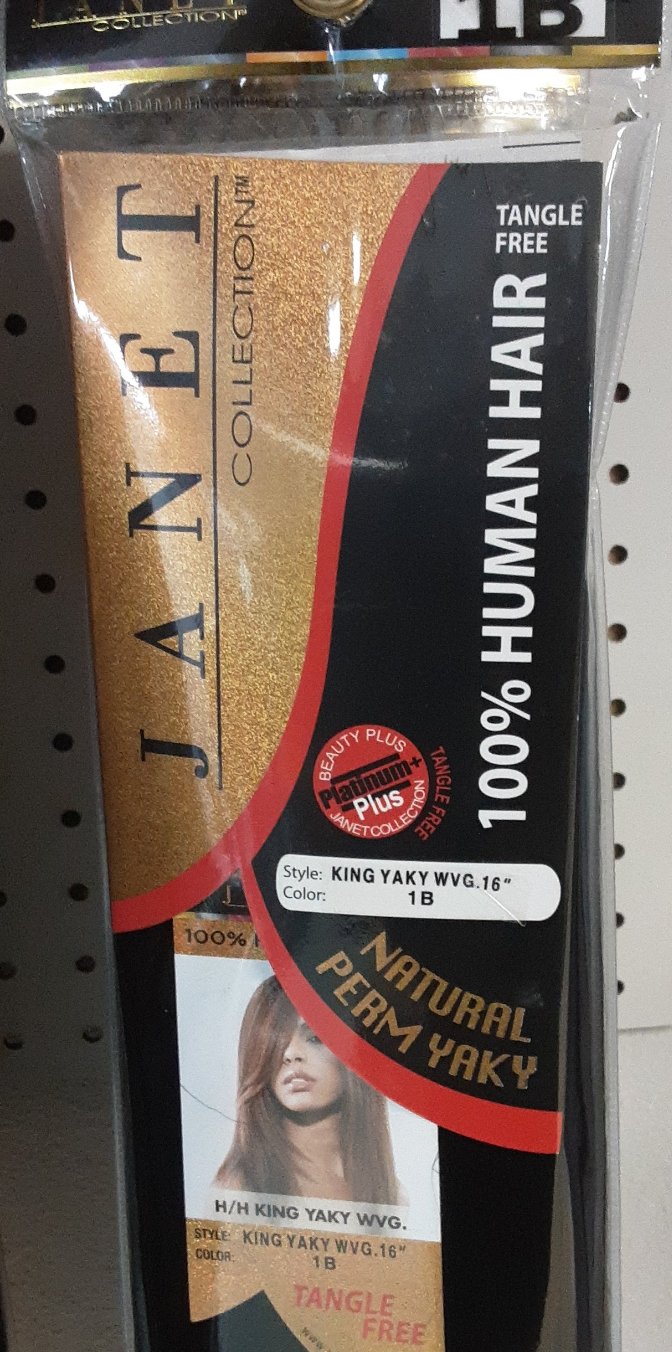 COLLECTION™
1B
JANET
COLLECTION™
TANGLE
FREE
100% HUMAN HAIR
BEAUTY PLUS
Platinum+
Plus
JANET COLLECTION
TANGLE FREE
Style: KING YAKY WVG.16"
Color: 1B
NATURAL
PERM YAKY
100%
H/H KING YAKY WVG.
STYLE: KING YAKY WVG.16"
COLOR: 1B
TANGLE
FREE